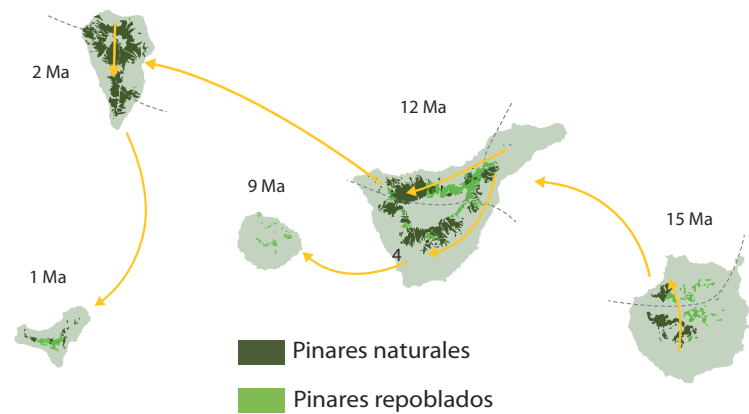 2 Ma
12 Ma
9 Ma
15 Ma
4
1 Ma
Pinares naturales
Pinares repoblados